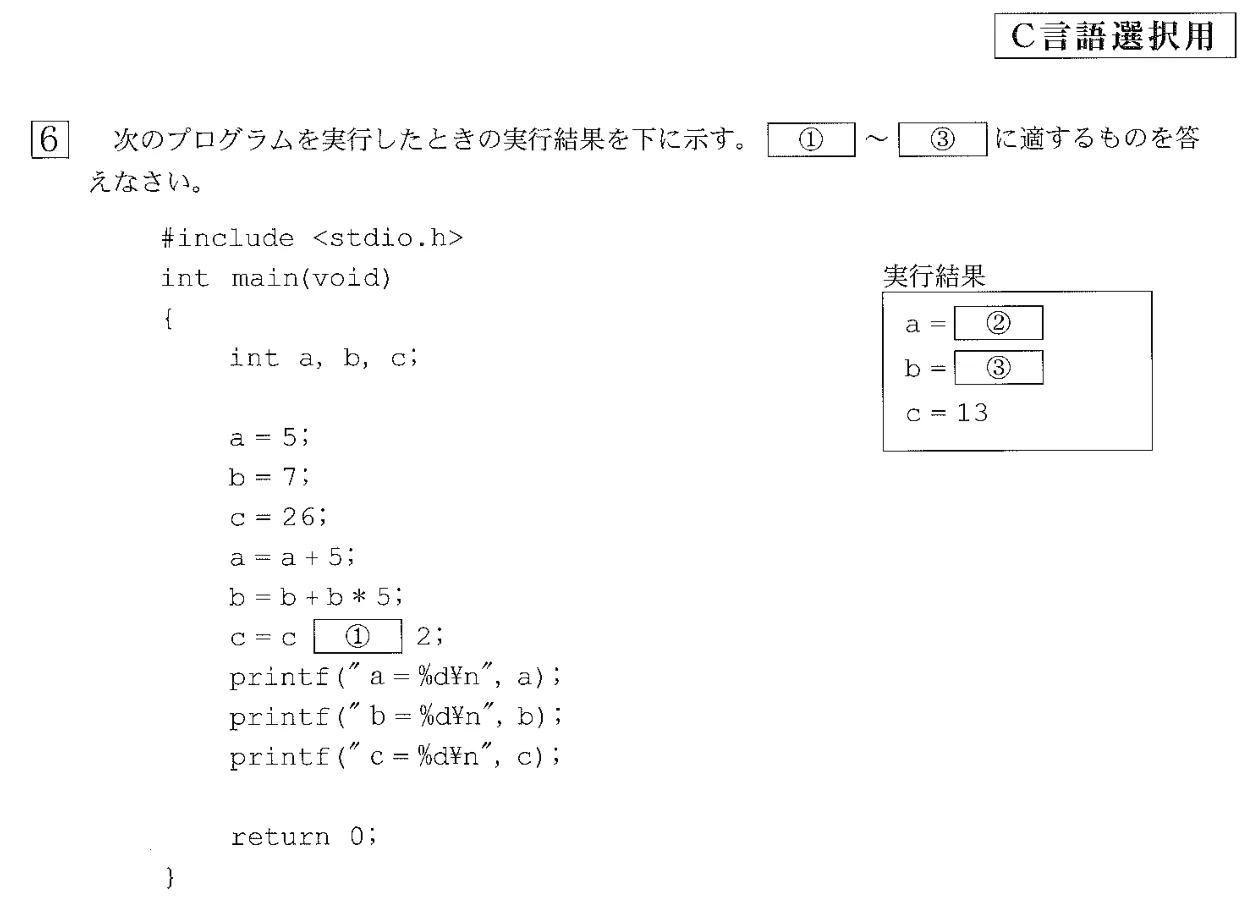 C言語選択用
6 次のプログラムを実行したときの実行結果を下に示す。 ① ～ ③ に適するものを答
えなさい。
#include <stdio.h>
int main(void)
{
int a, b, c;
実行結果
a = ②
b = ③
c = 13
a = 5;
b = 7;
c = 26;
a = a + 5;
b = b + b * 5;
c = c ① 2;
printf("a = %d¥n", a);
printf("b = %d¥n", b);
printf("c = %d¥n", c);
return 0;
}